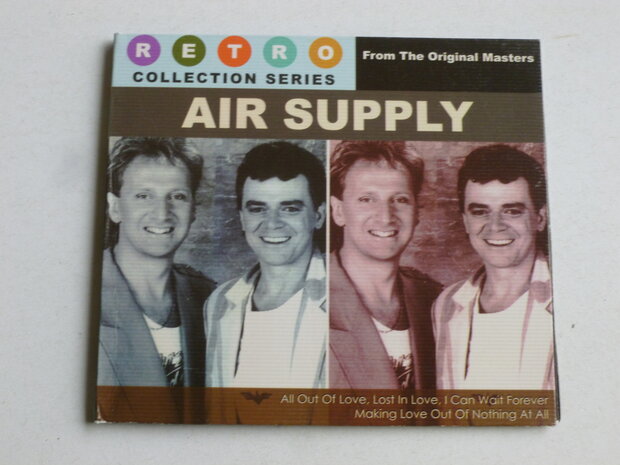 RETRO
COLLECTION SERIES
From The Original Masters
AIR SUPPLY
All Out Of Love, Lost In Love, I Can Wait Forever
Making Love Out Of Nothing At All